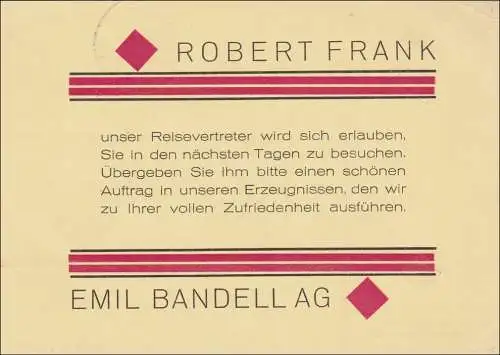 ROBERT FRANK
unser Reisevertreter wird sich erlauben,
Sie in den nächsten Tagen zu besuchen.
Übergeben Sie ihm bitte einen schönen
Auftrag in unseren Erzeugnissen, den wir
zu Ihrer vollen Zufriedenheit ausführen.
EMIL BANDELL AG